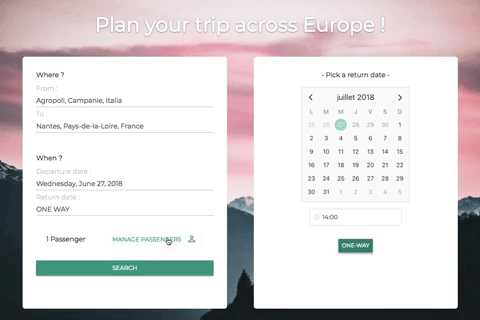 Plan your trip across Europe !
Where ?
From :
Agropoli, Campanie, Italia
To :
Nantes, Pays-de-la-Loire, France
When ?
Departure date :
Wednesday, June 27, 2018
Return date :
ONE WAY
1 Passenger
MANAGE PASSENGERS
SEARCH
- Pick a return date -
juillet 2018
L M M J V S D
25 26 27 28 29 30 1
2 3 4 5 6 7 8
9 10 11 12 13 14 15
16 17 18 19 20 21 22
23 24 25 26 27 28 29
30 31 1 2 3 4 5
14:00
ONE-WAY